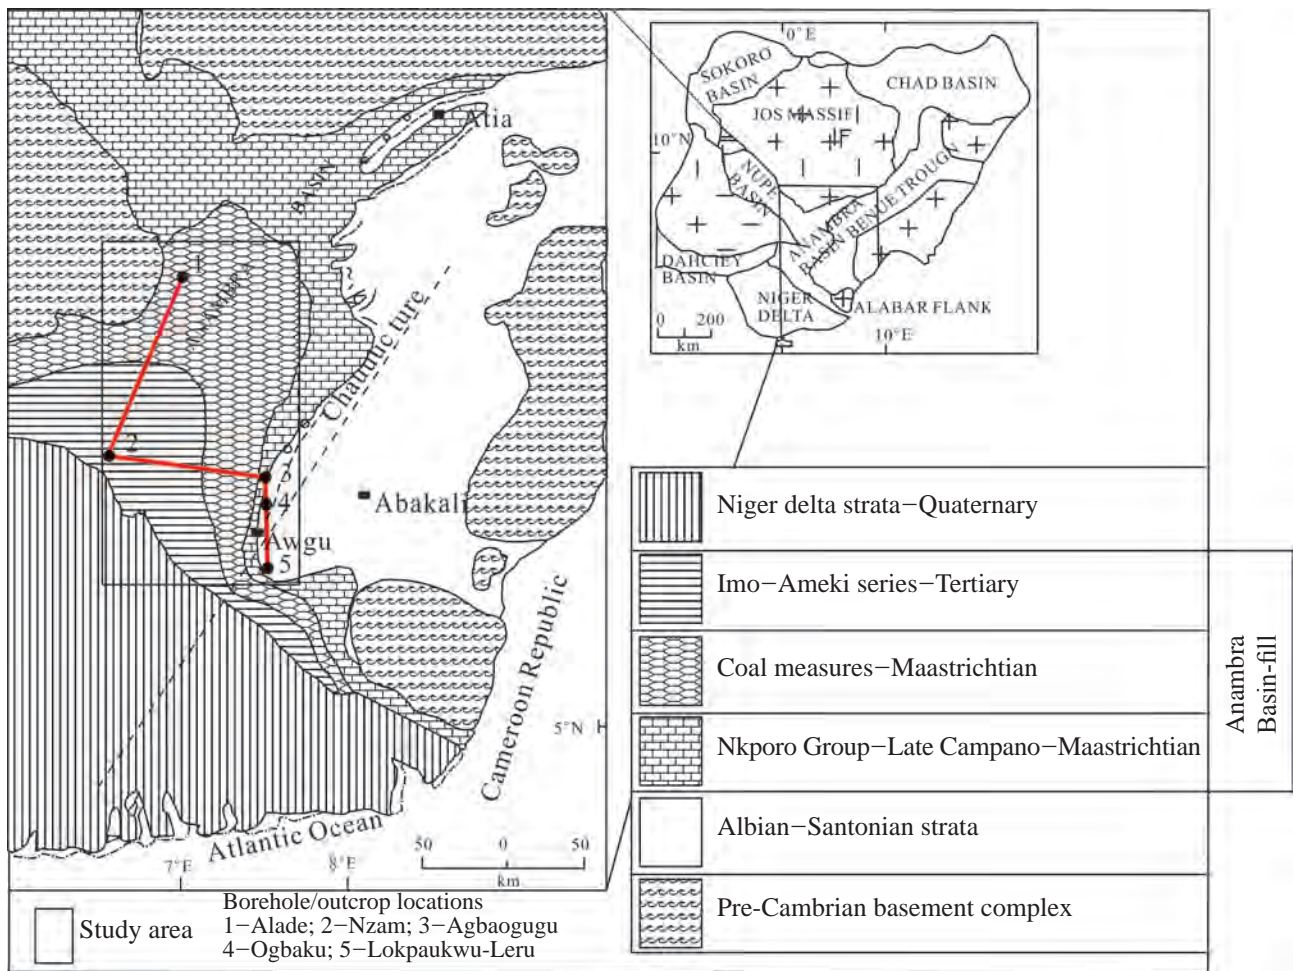 Atia
BASIN
ANAMBRA
1
2
3
4
5
Chauduc ture
Abakali
Awgu
Cameroon Republic
Atlantic Ocean
5°N
7°E
8°E
50 0 50
km
0°E
SOKORO
BASIN
CHAD BASIN
JOS MASSIF
10°N
NUPE
BASIN
ANAMBRA
BASIN
BENUE TROUGN
DAHCIEY
BASIN
NIGER
DELTA
ALABAR FLANK
0 200
km
10°E
Niger delta strata−Quaternary
Imo−Ameki series−Tertiary
Coal measures−Maastrichtian
Nkporo Group−Late Campano−Maastrichtian
Albian−Santonian strata
Pre-Cambrian basement complex
Anambra
Basin-fill
Study area
Borehole/outcrop locations
1−Alade; 2−Nzam; 3−Agbaogugu
4−Ogbaku; 5−Lokpaukwu-Leru